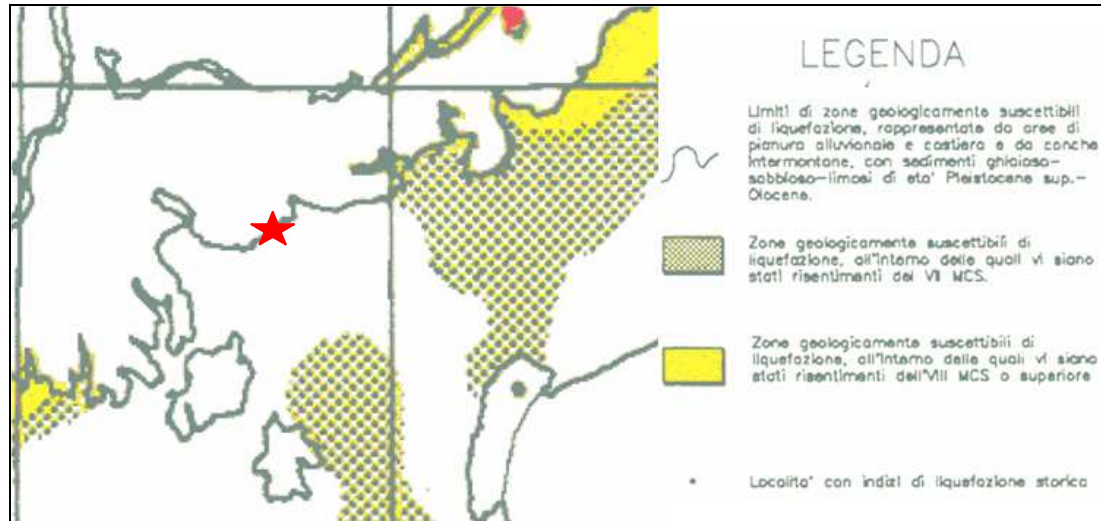 LEGENDA
Limiti di zone geologicamente suscettibili
di liquefazione, rappresentate da aree di
pianura alluvionale e costiera e da conche
intermontane, con sedimenti ghiaioso-
sabbioso-limosi di eta' Pleistocene sup.-
Olocene.
Zone geologicamente suscettibili di
liquefazione, all'interno delle quali vi siano
stati risentimenti del VII MCS.
Zone geologicamente suscettibili di
liquefazione, all'interno delle quali vi siano
stati risentimenti dell'VIII MCS o superiore
Localita' con indizi di liquefazione storica